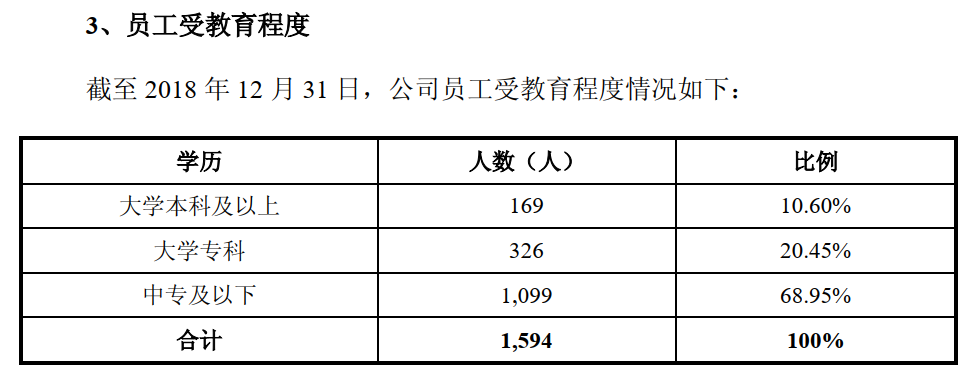 3、员工受教育程度
截至 2018 年 12 月 31 日，公司员工受教育程度情况如下：
学历 人数（人） 比例
大学本科及以上 169 10.60%
大学专科 326 20.45%
中专及以下 1,099 68.95%
合计 1,594 100%